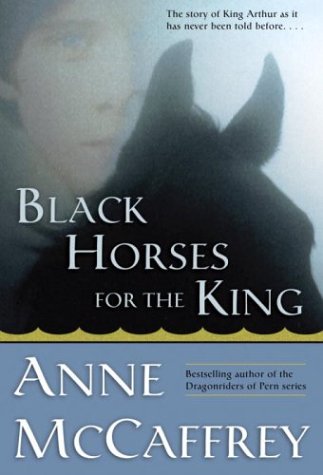 The story of King Arthur as it
has never been told before. . . .
BLACK
HORSES
FOR THE KING
ANNE
Bestselling author of the
Dragonriders of Pern series
MCCAFFREY